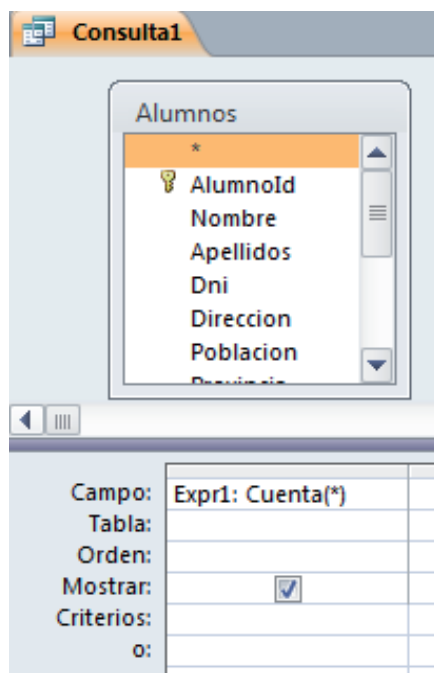 Consulta1
Alumnos
*
AlumnoId
Nombre
Apellidos
Dni
Direccion
Poblacion
Campo: Expr1: Cuenta(*)
Tabla:
Orden:
Mostrar:
Criterios:
o: